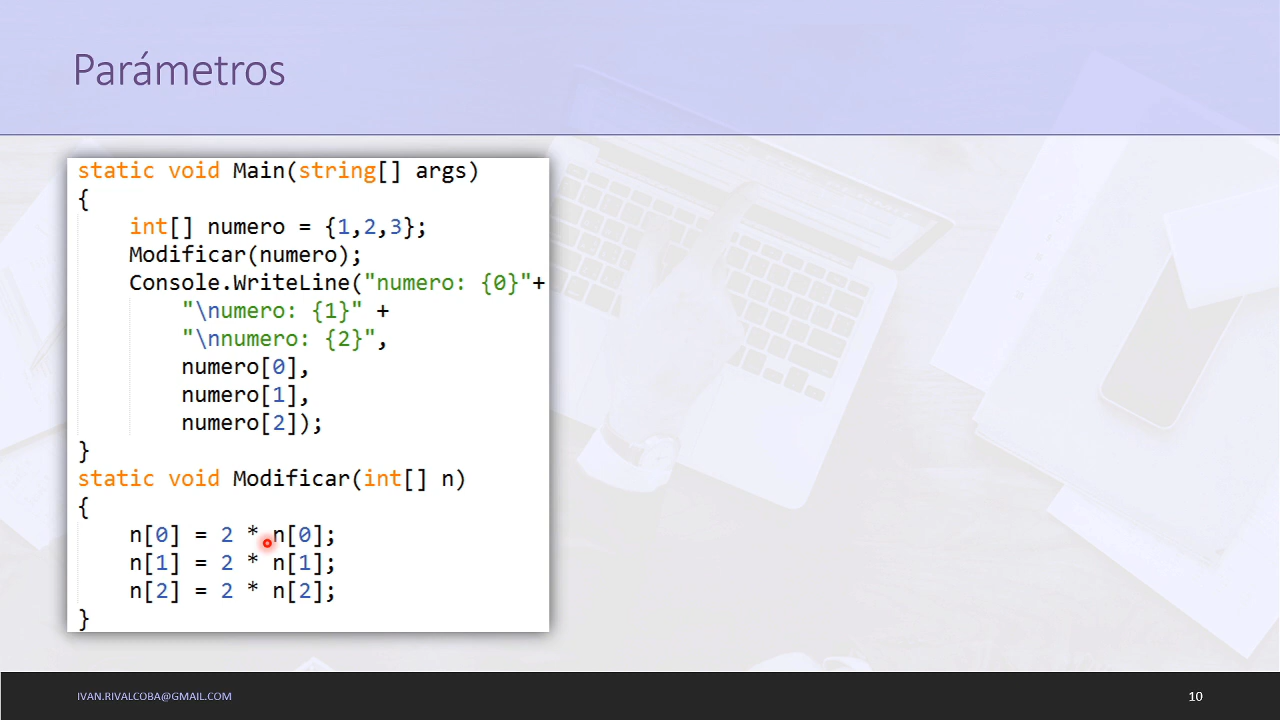 Parámetros
static void Main(string[] args)
{
    int[] numero = {1,2,3};
    Modificar(numero);
    Console.WriteLine("numero: {0}"+
        "\numero: {1}" +
        "\nnumero: {2}",
        numero[0],
        numero[1],
        numero[2]);
}
static void Modificar(int[] n)
{
    n[0] = 2 * n[0];
    n[1] = 2 * n[1];
    n[2] = 2 * n[2];
}
IVAN.RIVALCOBA@GMAIL.COM
10